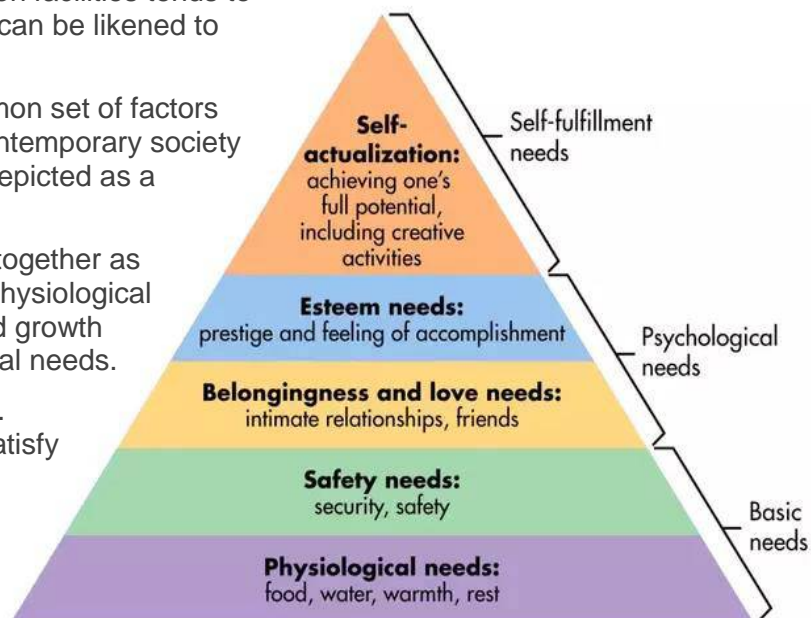 can be likened to
mon set of factors
ntemporary society
epicted as a
together as
hysiological
d growth
al needs.
.
atisfy
Self-
actualization:
achieving one's
full potential,
including creative
activities
Esteem needs:
prestige and feeling of accomplishment
Belongingness and love needs:
intimate relationships, friends
Safety needs:
security, safety
Physiological needs:
food, water, warmth, rest
Self-fulfillment
needs
Psychological
needs
Basic
needs